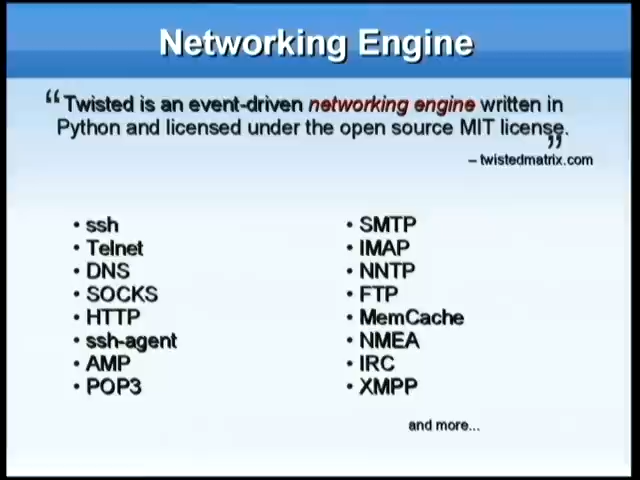 Networking Engine
“ Twisted is an event-driven networking engine written in
Python and licensed under the open source MIT license. ”
– twistedmatrix.com
• ssh
• Telnet
• DNS
• SOCKS
• HTTP
• ssh-agent
• AMP
• POP3
• SMTP
• IMAP
• NNTP
• FTP
• MemCache
• NMEA
• IRC
• XMPP
and more...